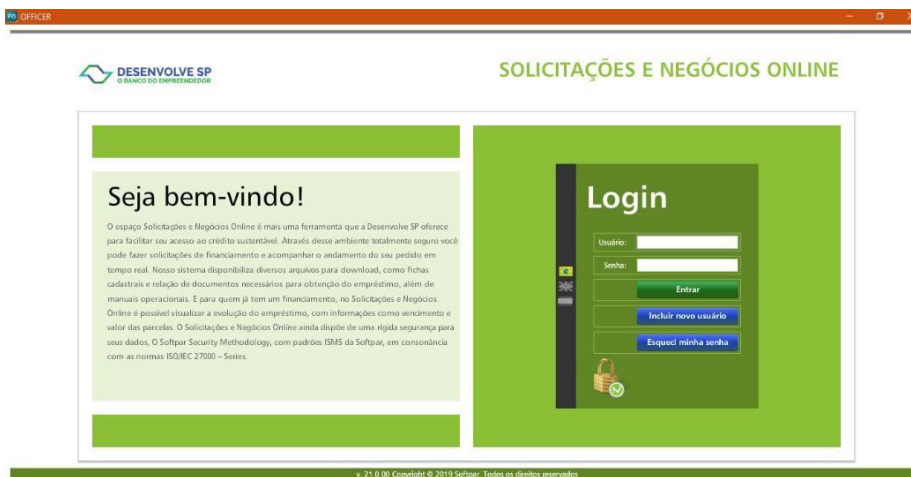 OFFICER
DESENVOLVE SP
O BANCO DO EMPREENDEDOR
SOLICITAÇÕES E NEGÓCIOS ONLINE
Seja bem-vindo!
O espaço Solicitações e Negócios Online é mais uma ferramenta que a Desenvolve SP oferece
para facilitar seu acesso ao crédito sustentável. Através desse ambiente totalmente seguro você
pode fazer solicitações de financiamento e acompanhar o andamento do seu pedido em
tempo real. Nosso sistema disponibiliza diversos arquivos para download, como fichas
cadastrais e relação de documentos necessários para obtenção do empréstimo, além de
manuais operacionais. E para quem já tem um financiamento, no Solicitações e Negócios
Online é possível visualizar a evolução do empréstimo, com informações como vencimento e
valor das parcelas. O Solicitações e Negócios Online ainda dispõe de uma rígida segurança para
seus dados, O Softpar Security Methodology, com padrões ISMS da Softpar, em consonância
com as normas ISO/IEC 27000 – Series.
Login
Usuário:
Senha:
Entrar
Incluir novo usuário
Esqueci minha senha
v. 21.0.00 Copyright © 2019 Softpar. Todos os direitos reservados